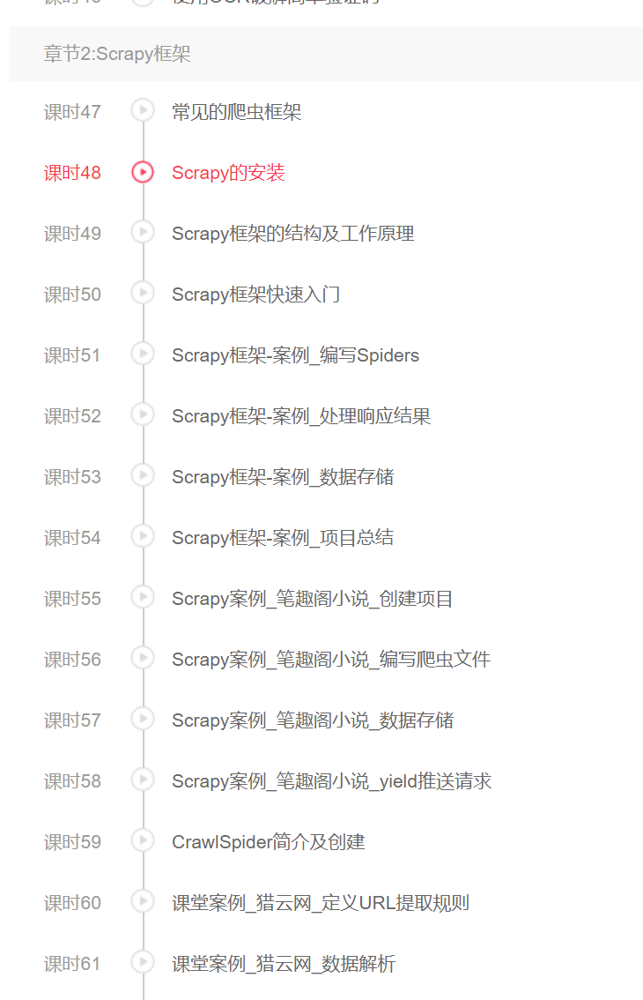 章节2:Scrapy框架
课时47 常见的爬虫框架
课时48 Scrapy的安装
课时49 Scrapy框架的结构及工作原理
课时50 Scrapy框架快速入门
课时51 Scrapy框架-案例_编写Spiders
课时52 Scrapy框架-案例_处理响应结果
课时53 Scrapy框架-案例_数据存储
课时54 Scrapy框架-案例_项目总结
课时55 Scrapy案例_笔趣阁小说_创建项目
课时56 Scrapy案例_笔趣阁小说_编写爬虫文件
课时57 Scrapy案例_笔趣阁小说_数据存储
课时58 Scrapy案例_笔趣阁小说_yield推送请求
课时59 CrawlSpider简介及创建
课时60 课堂案例_猎云网_定义URL提取规则
课时61 课堂案例_猎云网_数据解析